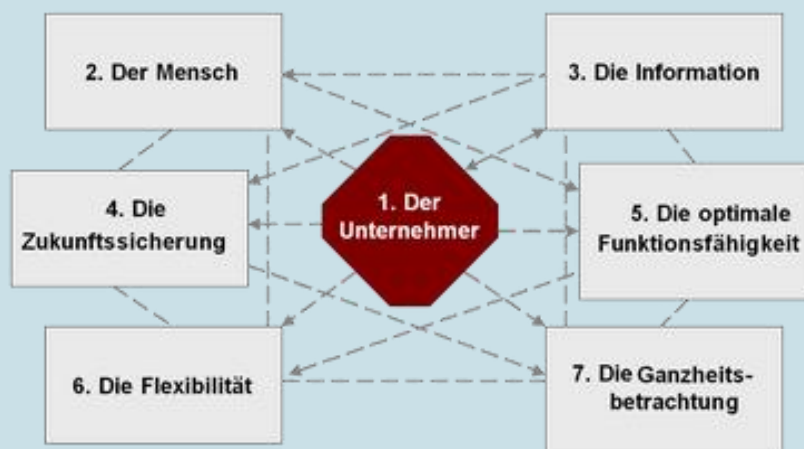 2. Der Mensch
3. Die Information
1. Der
Unternehmer
4. Die
Zukunftssicherung
5. Die optimale
Funktionsfähigkeit
6. Die Flexibilität
7. Die Ganzheits-
betrachtung